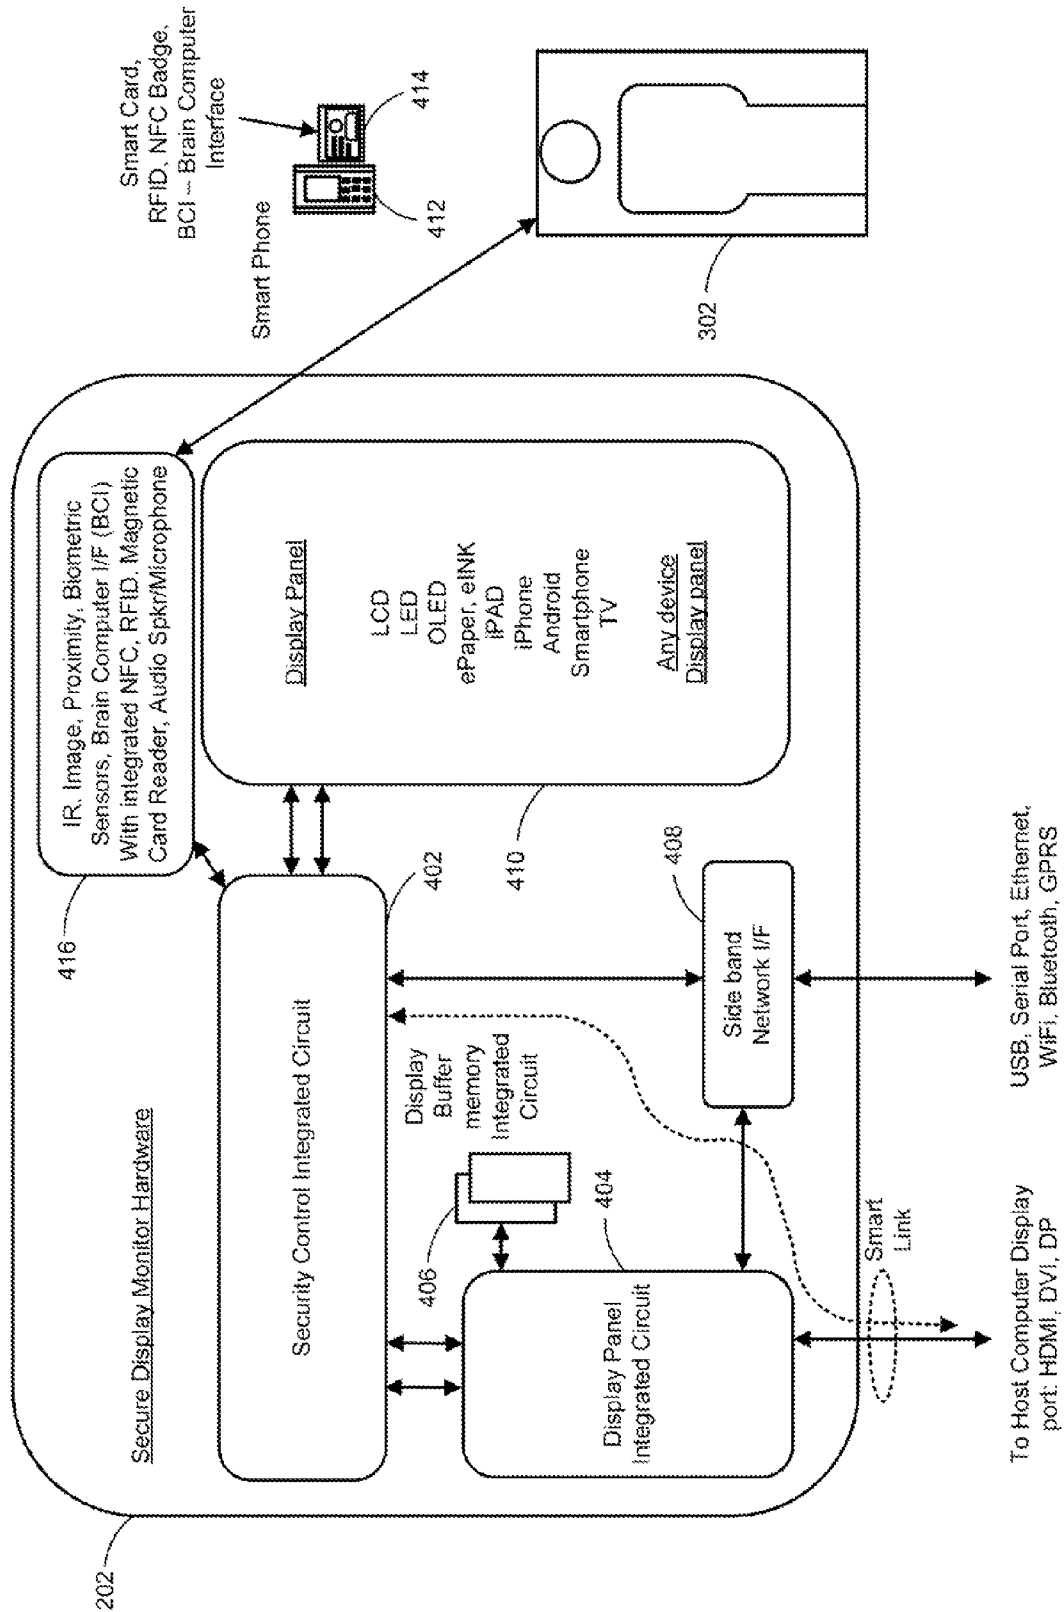 202
Secure Display Monitor Hardware
416
IR, Image, Proximity, Biometric
Sensors, Brain Computer I/F (BCI)
With integrated NFC, RFID, Magnetic
Card Reader, Audio Spkr/Microphone
Smart Phone
Smart Card,
RFID, NFC Badge,
BCI – Brain Computer
Interface
412
414
Security Control Integrated Circuit
402
Display Panel
LCD
LED
OLED
ePaper, eINK
iPAD
iPhone
Android
Smartphone
TV
Any device
Display panel
410
302
406
Display
Buffer
memory
Integrated
Circuit
404
Display Panel
Integrated Circuit
408
Side band
Network I/F
Smart
Link
To Host Computer Display
port: HDMI, DVI, DP
USB, Serial Port, Ethernet,
WiFi, Bluetooth, GPRS